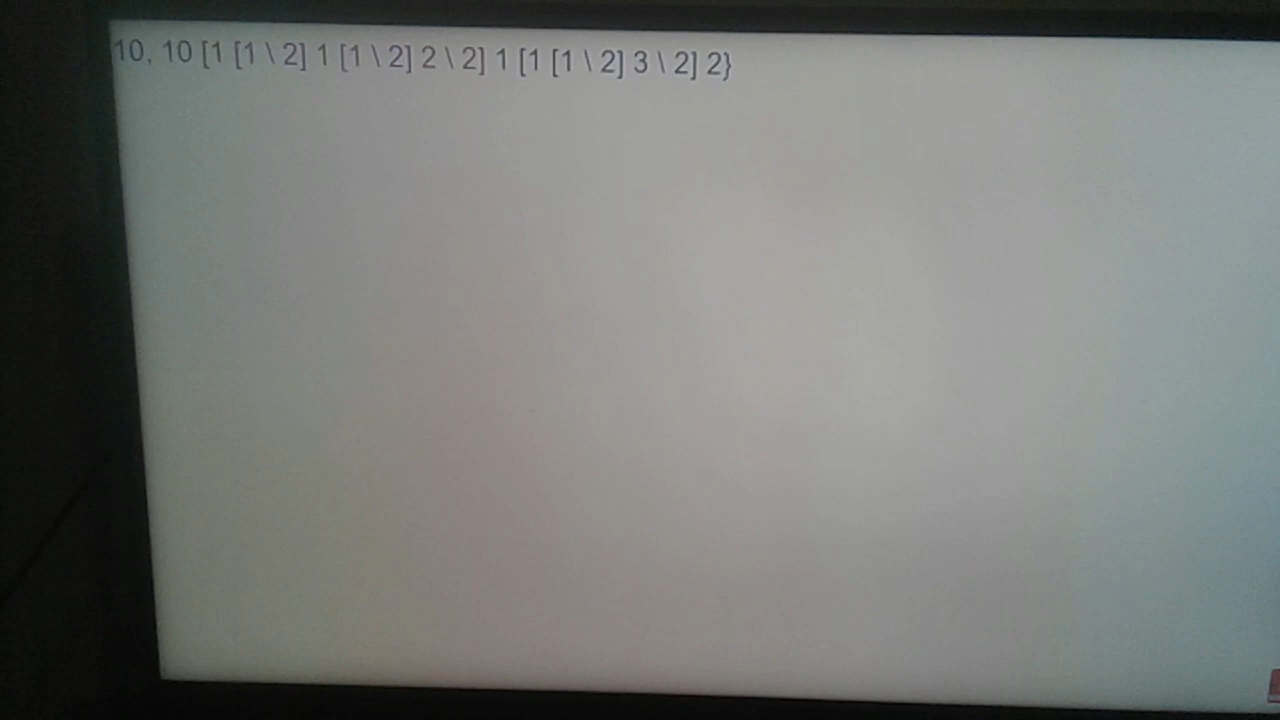 10, 10 [1 [1 \ 2] 1 [1 \ 2] 2 \ 2] 1 [1 [1 \ 2] 3 \ 2] 2}